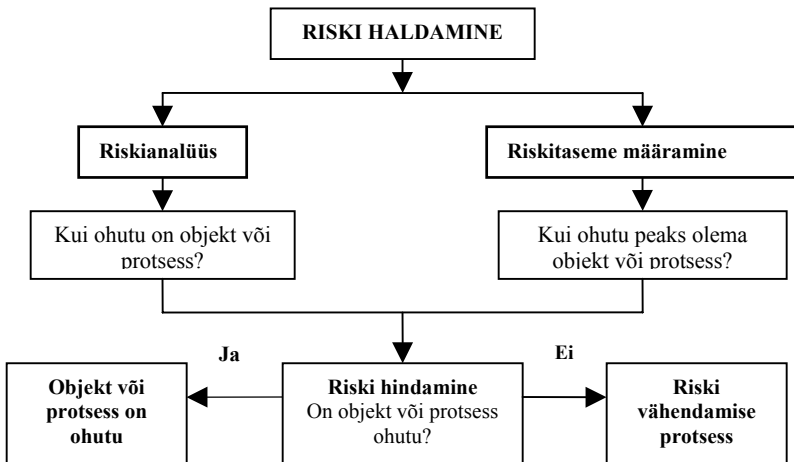 RISKI HALDAMINE
Riskianalüüs
Riskitaseme määramine
Kui ohutu on objekt või
protsess?
Kui ohutu peaks olema
objekt või protsess?
Ja
Ei
Objekt või
protsess on
ohutu
Riski hindamine
On objekt või protsess
ohutu?
Riski
vähendamise
protsess